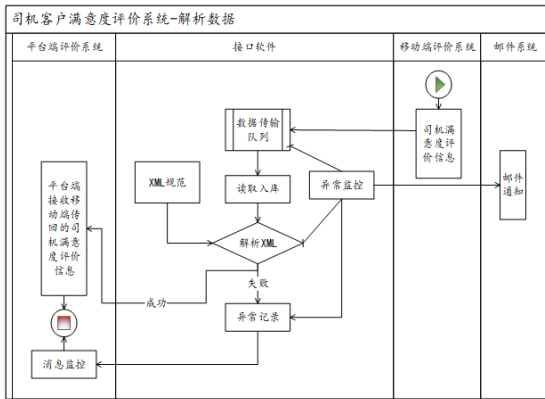 司机客户满意度评价系统-解析数据
平台端评价系统
接口软件
移动端评价系统
邮件系统
数据传输
队列
司机满
意度评
价信息
平台端
接收移
动端传
回的司
机满意
度评价
信息
XML规范
读取入库
异常监控
邮件
通知
解析XML
成功
失败
异常记录
消息监控